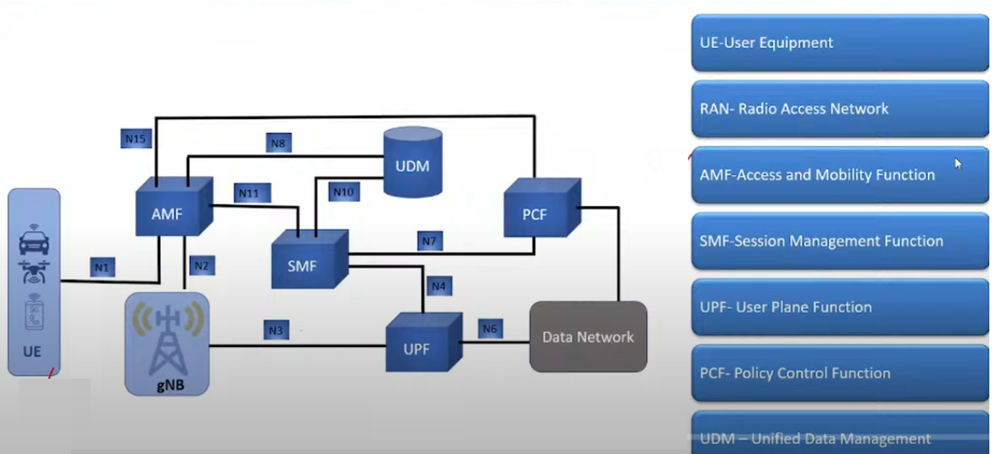 UE-User Equipment
RAN- Radio Access Network
AMF-Access and Mobility Function
SMF-Session Management Function
UPF- User Plane Function
PCF- Policy Control Function
UDM – Unified Data Management
N15
N8
UDM
N11
N10
AMF
PCF
N7
SMF
N1
N2
N4
N3
N6
UPF
Data Network
5G
UE
gNB